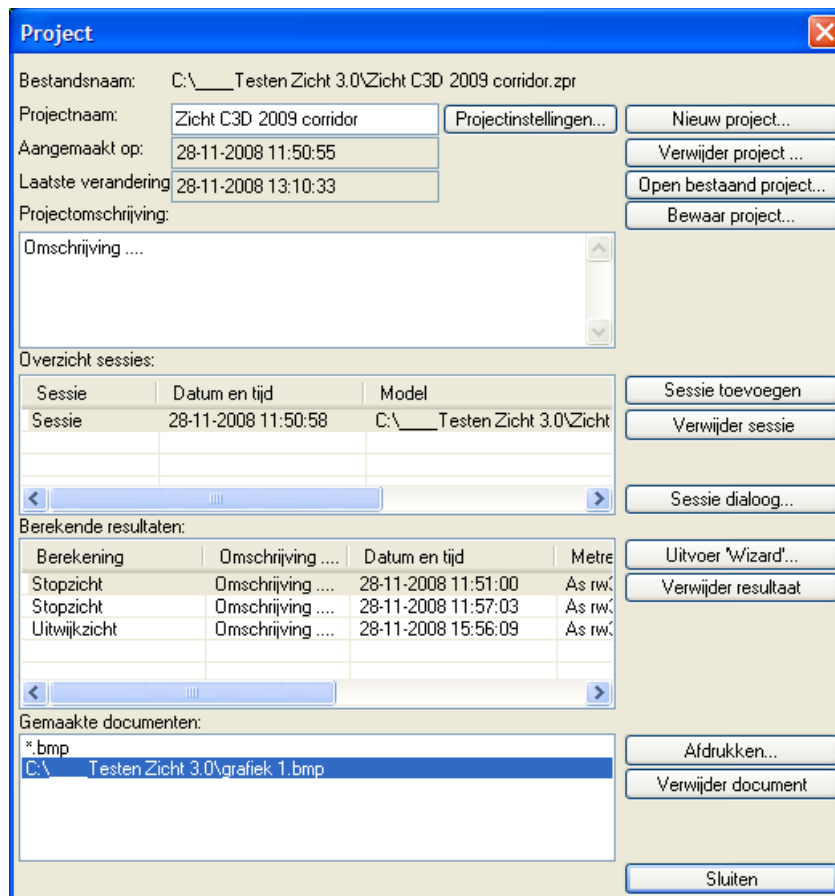 Project
Bestandsnaam: C:\____Testen Zicht 3.0\Zicht C3D 2009 corridor.zpr
Projectnaam: Zicht C3D 2009 corridor Projectinstellingen... Nieuw project...
Aangemaakt op: 28-11-2008 11:50:55 Verwijder project ...
Laatste verandering 28-11-2008 13:10:33 Open bestaand project...
Projectomschrijving: Bewaar project...
Omschrijving ....
Overzicht sessies:
Sessie Datum en tijd Model Sessie toevoegen
Sessie 28-11-2008 11:50:58 C:\____Testen Zicht 3.0\Zicht Verwijder sessie
Sessie dialoog...
Berekende resultaten:
Berekening Omschrijving .... Datum en tijd Metre Uitvoer 'Wizard'...
Stopzicht Omschrijving .... 28-11-2008 11:51:00 As rw Verwijder resultaat
Stopzicht Omschrijving .... 28-11-2008 11:57:03 As rw
Uitwijkzicht Omschrijving .... 28-11-2008 15:56:09 As rw
Gemaakte documenten:
*.bmp Afdrukken...
C:\____Testen Zicht 3.0\grafiek 1.bmp Verwijder document
Sluiten